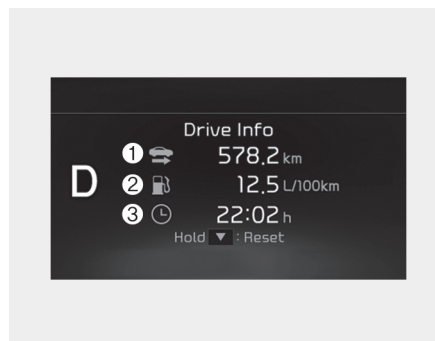 Drive Info
① 578.2 km
D ② 12.5 L/100km
③ 22:02 h
Hold ▼ : Reset